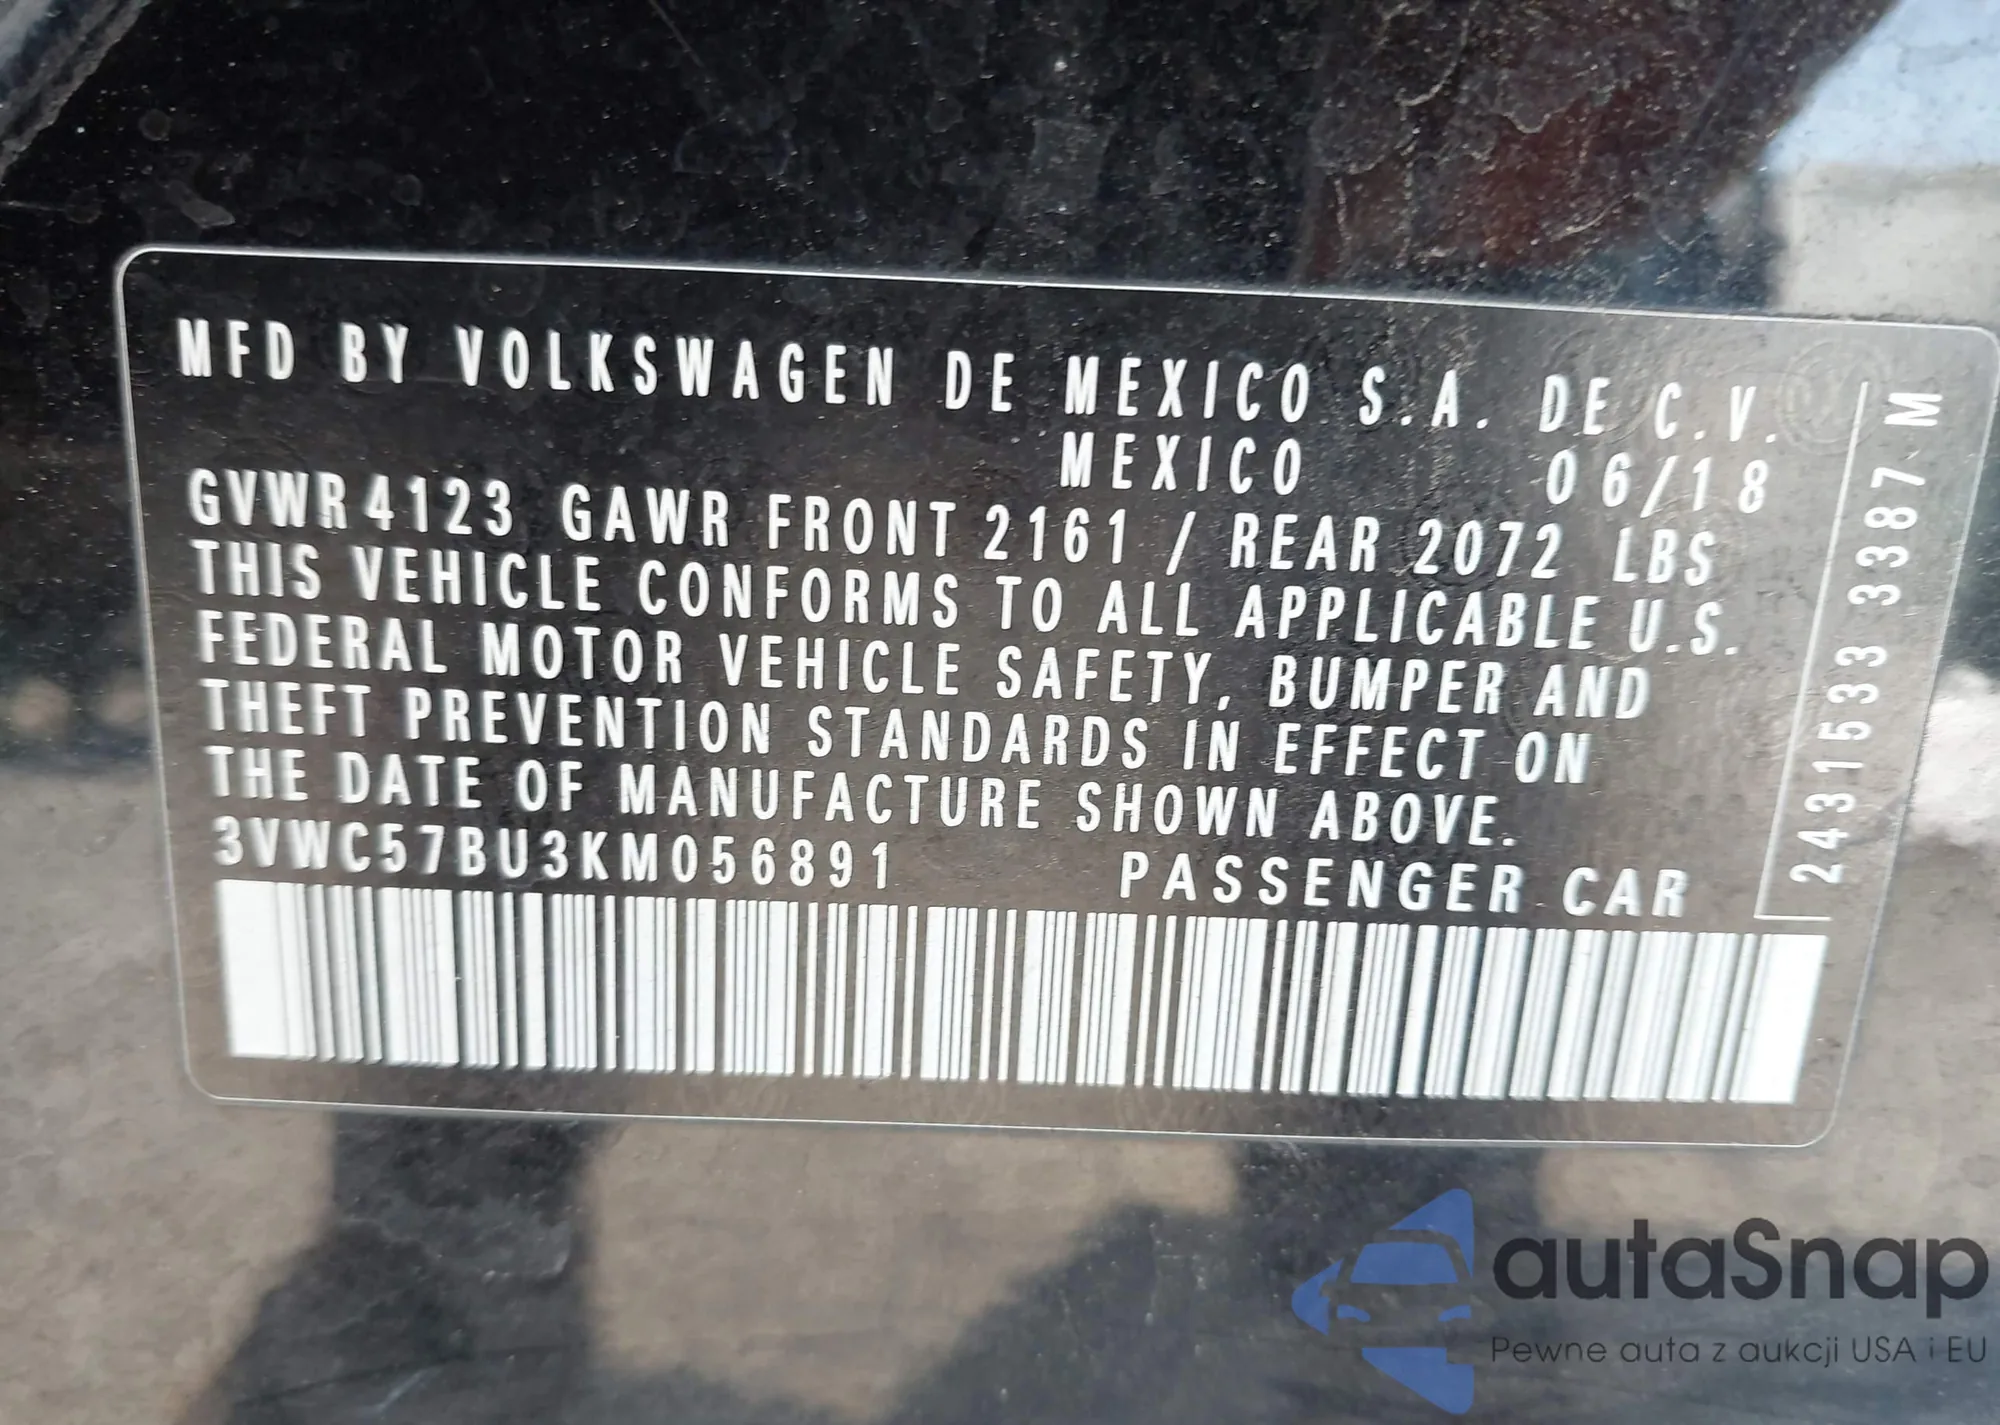 MFD BY VOLKSWAGEN DE MEXICO S.A. DE C.V.
MEXICO 06/18
GVWR 4123 GAWR FRONT 2161 / REAR 2072 LBS
THIS VEHICLE CONFORMS TO ALL APPLICABLE U.S.
FEDERAL MOTOR VEHICLE SAFETY, BUMPER AND
THEFT PREVENTION STANDARDS IN EFFECT ON
THE DATE OF MANUFACTURE SHOWN ABOVE.
3VWC57BU3KM056891 PASSENGER CAR
2431533 3387 M
autaSnap
Pewne auta z aukcji USA i EU